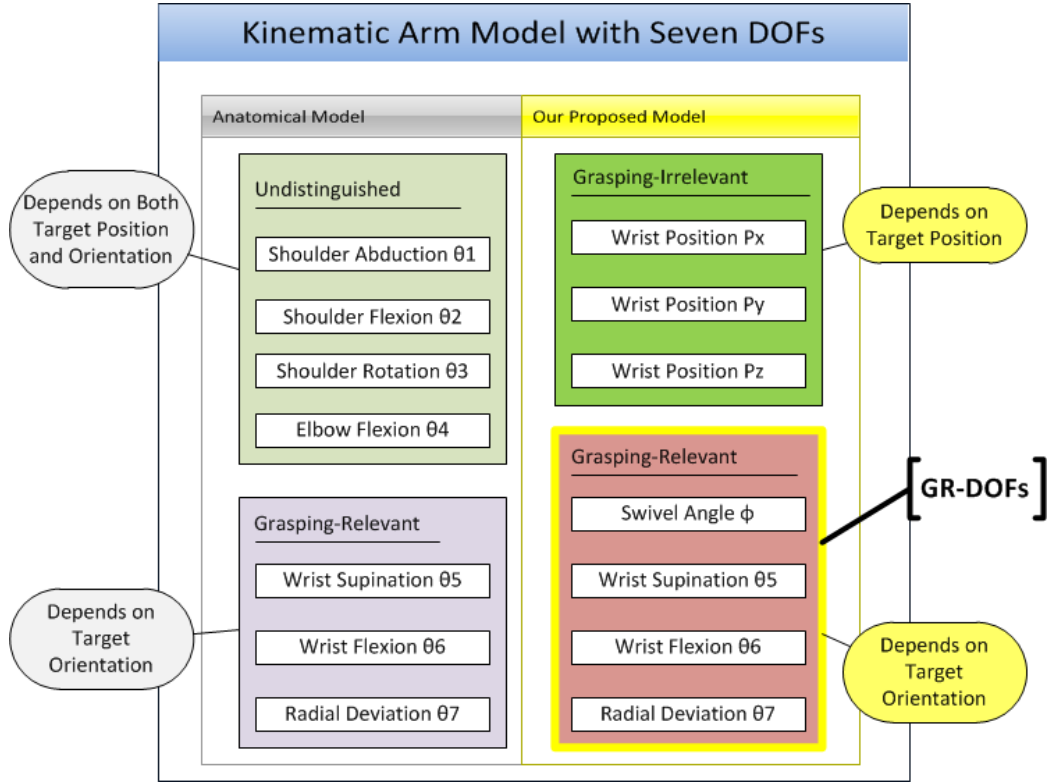 Kinematic Arm Model with Seven DOFs
Anatomical Model
Our Proposed Model
Depends on Both
Target Position
and Orientation
Undistinguished
Shoulder Abduction θ1
Shoulder Flexion θ2
Shoulder Rotation θ3
Elbow Flexion θ4
Grasping-Irrelevant
Wrist Position Px
Wrist Position Py
Wrist Position Pz
Depends on
Target Position
Depends on
Target
Orientation
Grasping-Relevant
Wrist Supination θ5
Wrist Flexion θ6
Radial Deviation θ7
Grasping-Relevant
Swivel Angle ϕ
Wrist Supination θ5
Wrist Flexion θ6
Radial Deviation θ7
[GR-DOFs]
Depends on
Target
Orientation